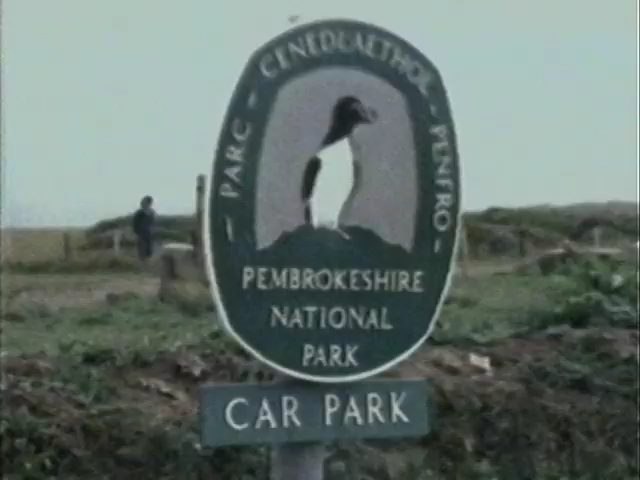 PARC - CENEDLAETHOL - PENFRO
PEMBROKESHIRE
NATIONAL
PARK
CAR PARK